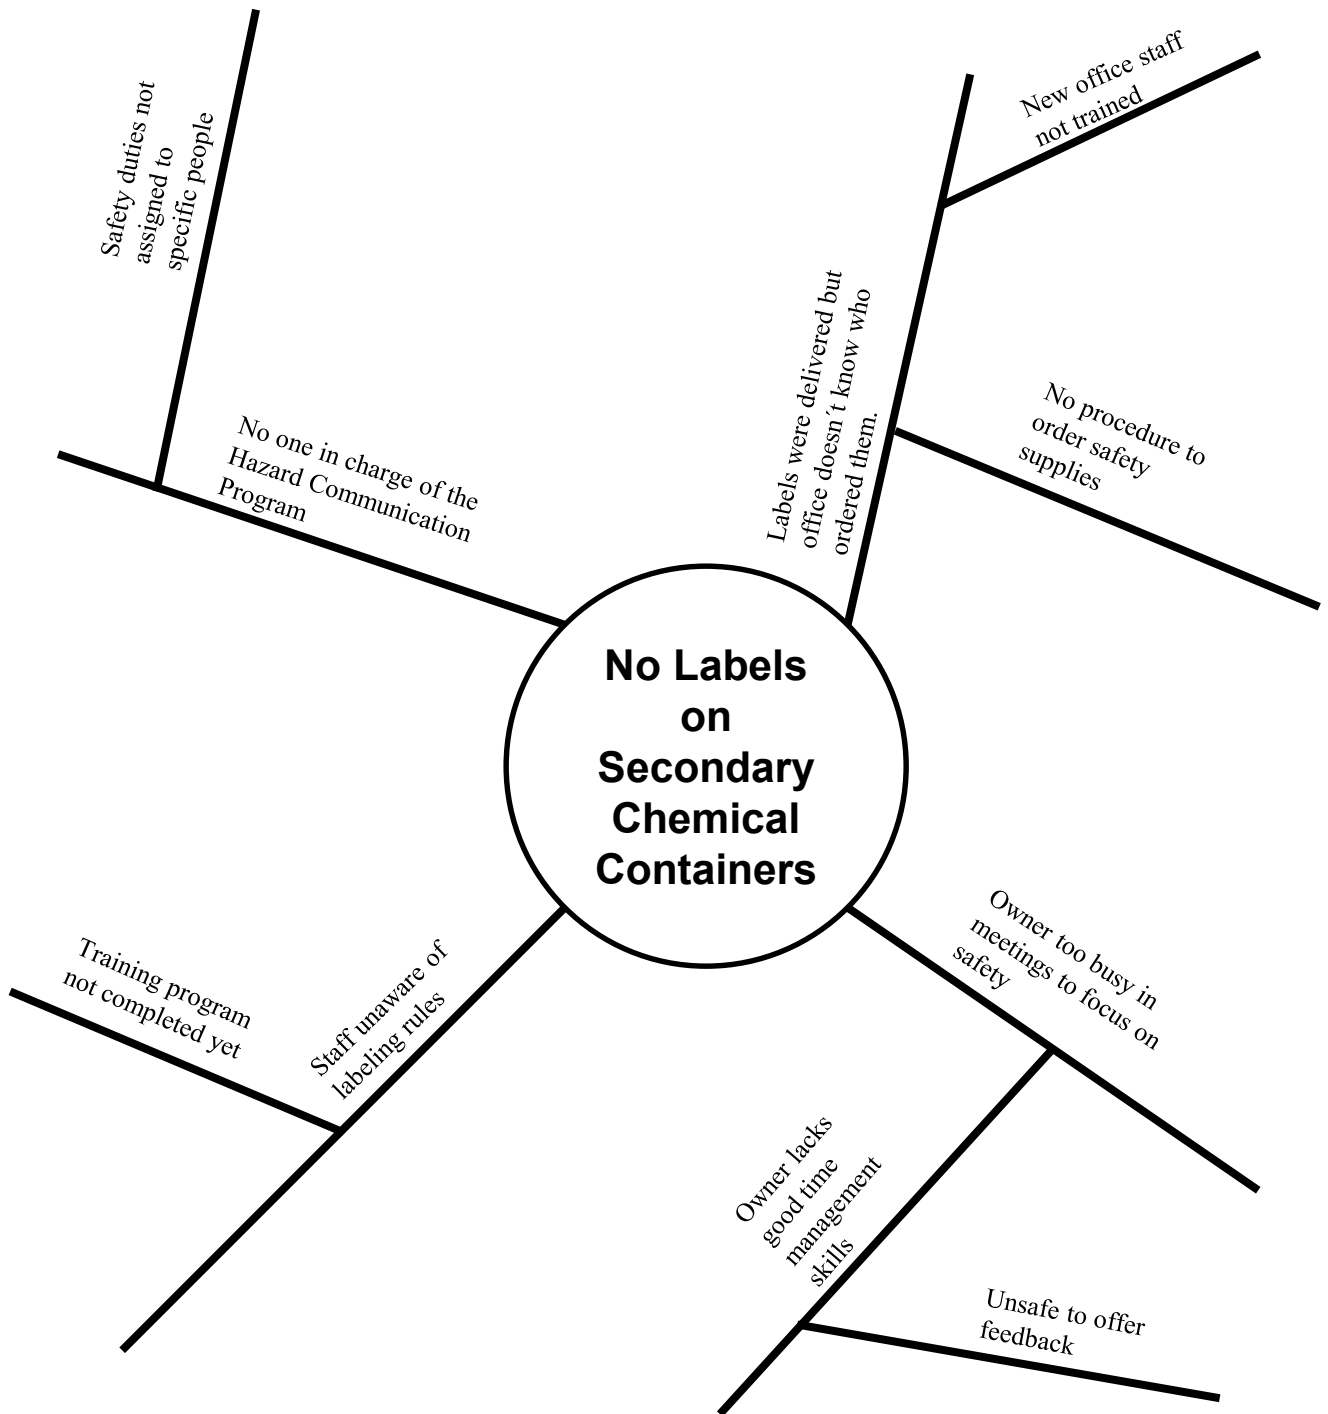 Safety duties not
assigned to
specific people
No one in charge of the
Hazard Communication
Program
Labels were delivered but
office doesn´t know who
ordered them.
New office staff
not trained
No procedure to
order safety
supplies
No Labels
on
Secondary
Chemical
Containers
Training program
not completed yet
Staff unaware of
labeling rules
Owner too busy in
meetings to focus on
safety
Owner lacks
good time
management
skills
Unsafe to offer
feedback